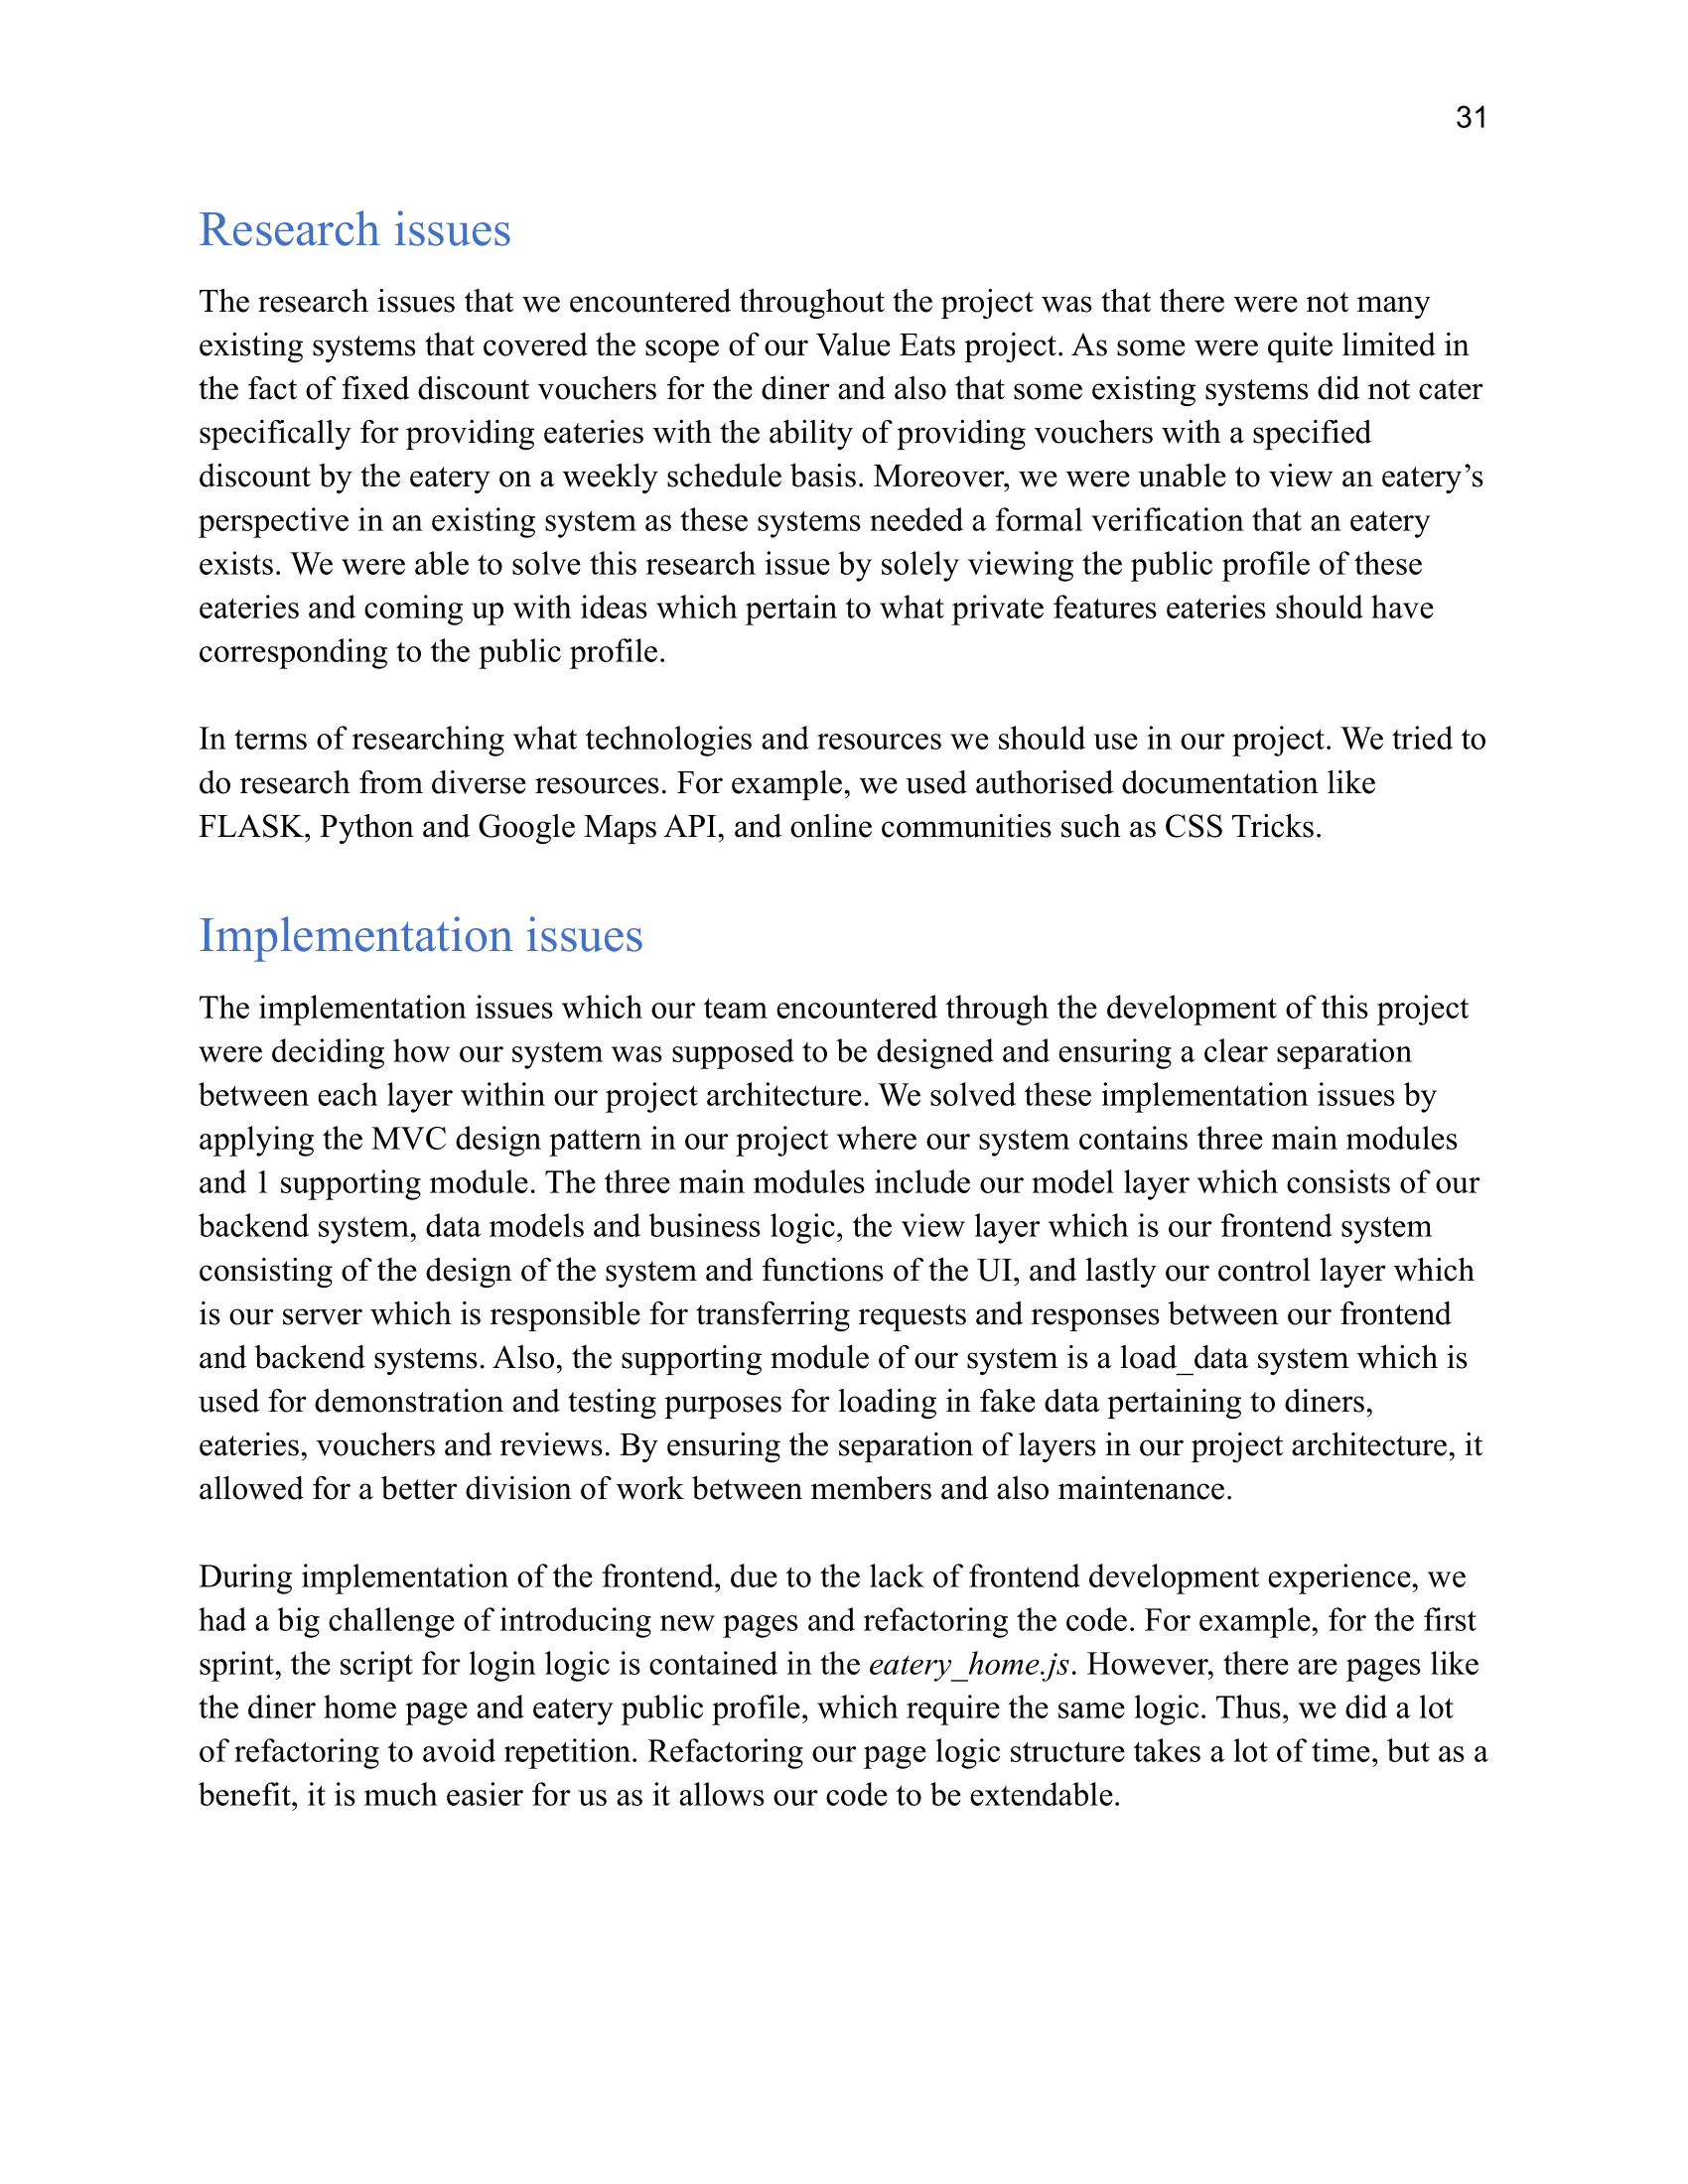 31
Research issues
The research issues that we encountered throughout the project was that there were not many
existing systems that covered the scope of our Value Eats project. As some were quite limited in
the fact of fixed discount vouchers for the diner and also that some existing systems did not cater
specifically for providing eateries with the ability of providing vouchers with a specified
discount by the eatery on a weekly schedule basis. Moreover, we were unable to view an eatery’s
perspective in an existing system as these systems needed a formal verification that an eatery
exists. We were able to solve this research issue by solely viewing the public profile of these
eateries and coming up with ideas which pertain to what private features eateries should have
corresponding to the public profile.
In terms of researching what technologies and resources we should use in our project. We tried to
do research from diverse resources. For example, we used authorised documentation like
FLASK, Python and Google Maps API, and online communities such as CSS Tricks.
Implementation issues
The implementation issues which our team encountered through the development of this project
were deciding how our system was supposed to be designed and ensuring a clear separation
between each layer within our project architecture. We solved these implementation issues by
applying the MVC design pattern in our project where our system contains three main modules
and 1 supporting module. The three main modules include our model layer which consists of our
backend system, data models and business logic, the view layer which is our frontend system
consisting of the design of the system and functions of the UI, and lastly our control layer which
is our server which is responsible for transferring requests and responses between our frontend
and backend systems. Also, the supporting module of our system is a load_data system which is
used for demonstration and testing purposes for loading in fake data pertaining to diners,
eateries, vouchers and reviews. By ensuring the separation of layers in our project architecture, it
allowed for a better division of work between members and also maintenance.
During implementation of the frontend, due to the lack of frontend development experience, we
had a big challenge of introducing new pages and refactoring the code. For example, for the first
sprint, the script for login logic is contained in the eatery_home.js. However, there are pages like
the diner home page and eatery public profile, which require the same logic. Thus, we did a lot
of refactoring to avoid repetition. Refactoring our page logic structure takes a lot of time, but as a
benefit, it is much easier for us as it allows our code to be extendable.